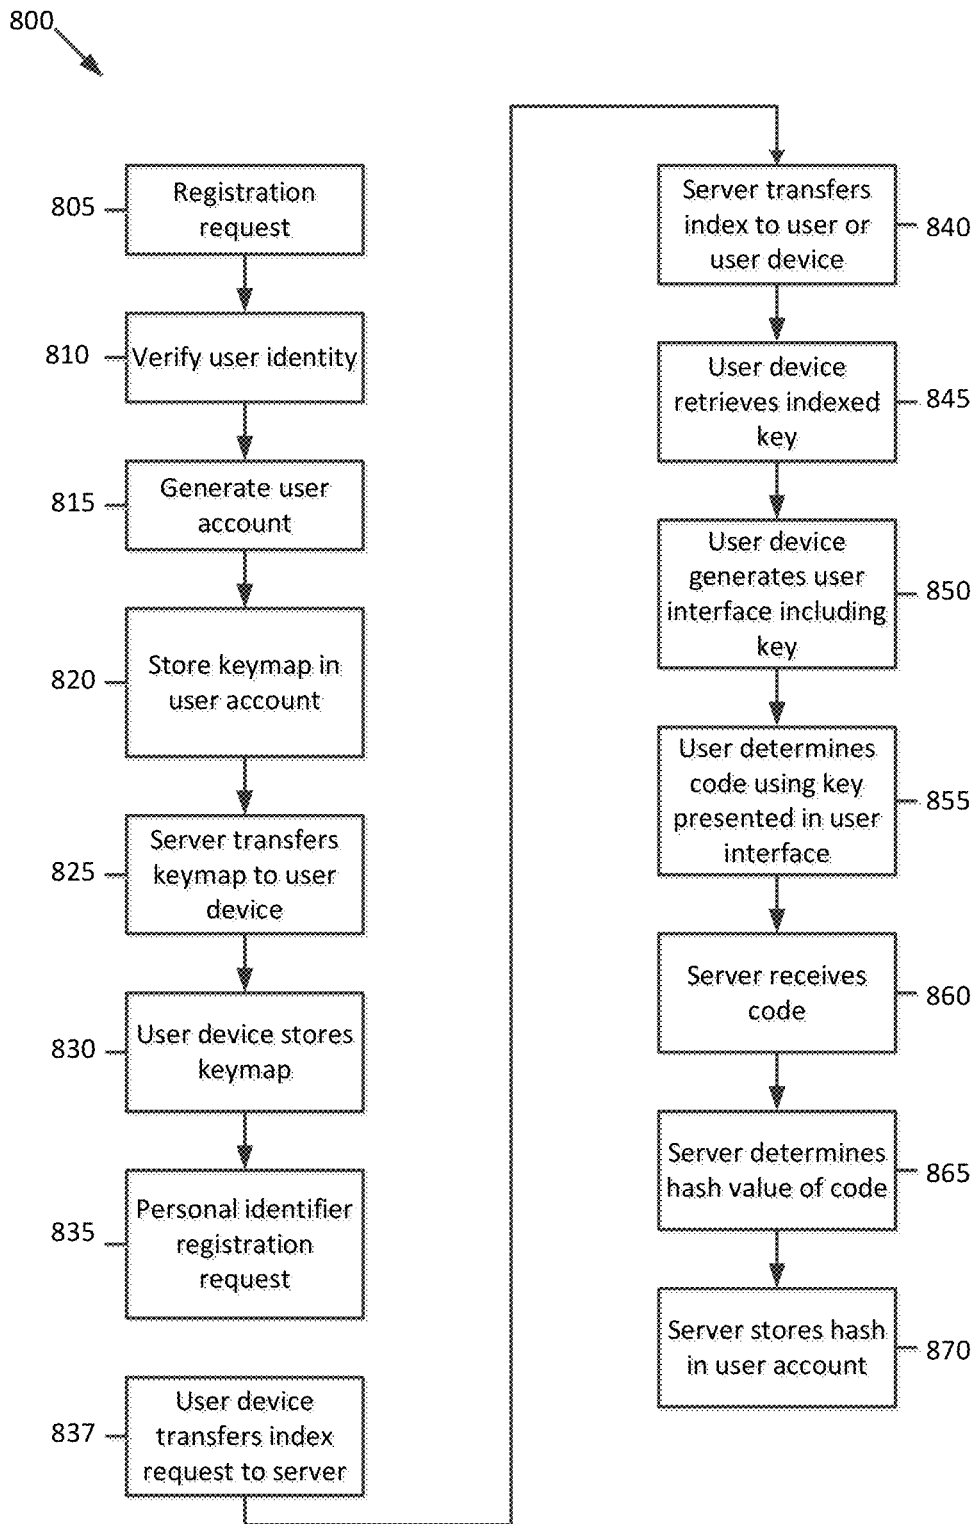 800
805
Registration
request
810
Verify user identity
815
Generate user
account
820
Store keymap in
user account
825
Server transfers
keymap to user
device
830
User device stores
keymap
835
Personal identifier
registration
request
837
User device
transfers index
request to server
Server transfers
index to user or
user device
840
User device
retrieves indexed
key
845
User device
generates user
interface including
key
850
User determines
code using key
presented in user
interface
855
Server receives
code
860
Server determines
hash value of code
865
Server stores hash
in user account
870